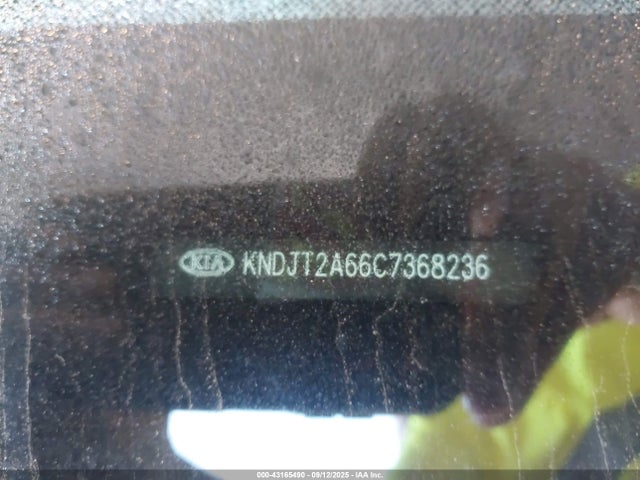 KIA KNDJT2A66C7368236
000-43165490 - 09/12/2025 - IAA Inc.